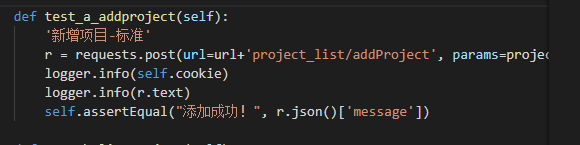 def test_a_addproject(self):
'新增项目-标准'
r = requests.post(url=url+'project_list/addProject', params=projec
logger.info(self.cookie)
logger.info(r.text)
self.assertEqual("添加成功！", r.json()['message'])